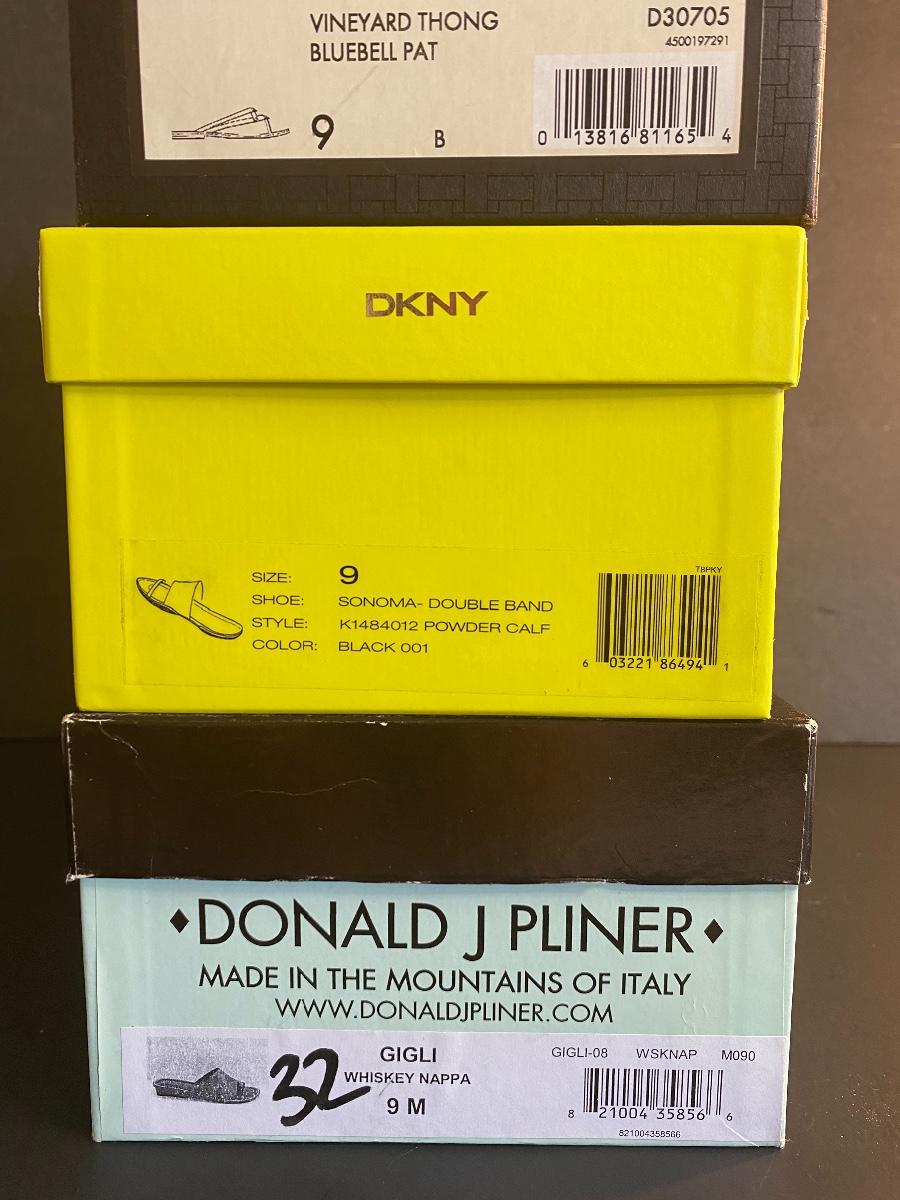 VINEYARD THONG D30705
BLUEBELL PAT 4500197291
9 B 0 13816 81165 4
DKNY
T8PKY
SIZE: 9
SHOE: SONOMA- DOUBLE BAND
STYLE: K1484012 POWDER CALF
COLOR: BLACK 001
6 03221 86494 1
DONALD J PLINER
MADE IN THE MOUNTAINS OF ITALY
WWW.DONALDJPLINER.COM
32
GIGLI GIGLI-08 WSKNAP M090
WHISKEY NAPPA
9 M 8 21004 35856 6
821004358566